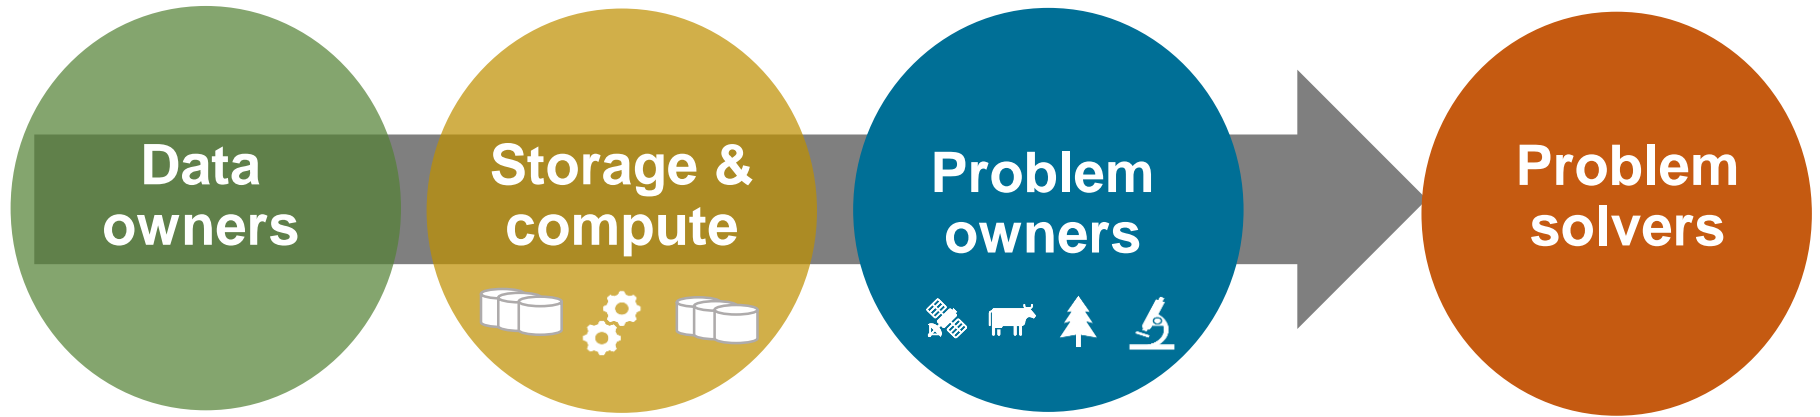 Data
owners
Storage &
compute
Problem
owners
Problem
solvers